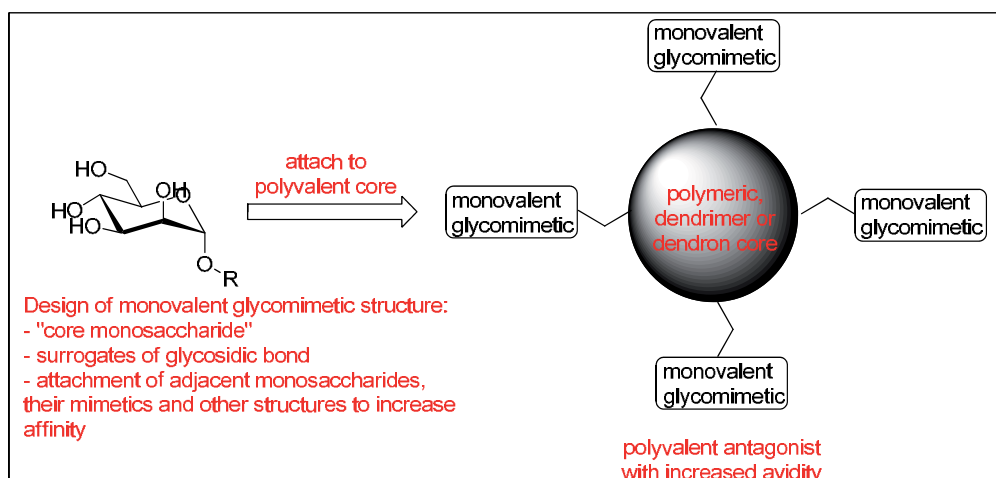 HO
HO
HO
OH
O
O
R
Design of monovalent glycomimetic structure:
- "core monosaccharide"
- surrogates of glycosidic bond
- attachment of adjacent monosaccharides,
their mimetics and other structures to increase
affinity
attach to
polyvalent core
monovalent
glycomimetic
monovalent
glycomimetic
polymeric,
dendrimer or
dendron core
monovalent
glycomimetic
monovalent
glycomimetic
polyvalent antagonist
with increased avidity